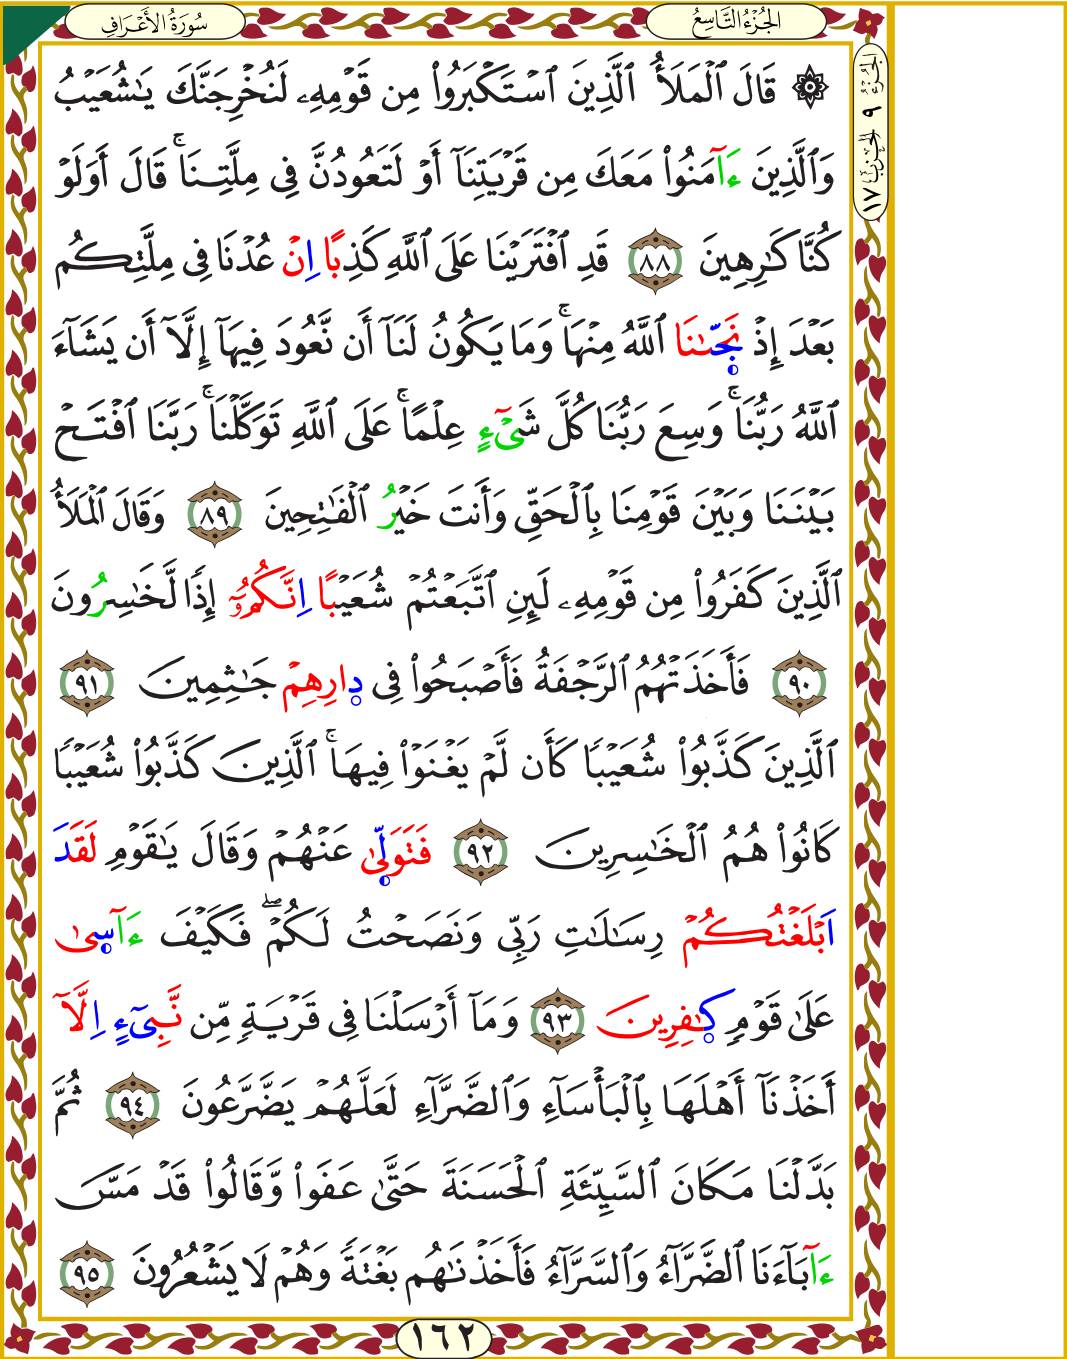 سُورَةُ الأَعْرَافِ
الجُزْءُ التَّاسِعُ
الجزء ٩ الحزب ١٧
۞ قَالَ ٱلْمَلَأُ ٱلَّذِينَ ٱسْتَكْبَرُوا۟ مِن قَوْمِهِۦ لَنُخْرِجَنَّكَ يَـٰشُعَيْبُ
وَٱلَّذِينَ ءَآمَنُوا۟ مَعَكَ مِن قَرْيَتِنَآ أَوْ لَتَعُودُنَّ فِى مِلَّتِنَا ۚ قَالَ أَوَلَوْ
كُنَّا كَـٰرِهِينَ ٨٨ قَدِ ٱفْتَرَيْنَا عَلَى ٱللَّهِ كَذِبًا اِنْ عُدْنَا فِى مِلَّتِكُم
بَعْدَ إِذْ نَجَّىٰنَا ٱللَّهُ مِنْهَا ۚ وَمَا يَكُونُ لَنَآ أَن نَّعُودَ فِيهَآ إِلَّآ أَن يَشَآءَ
ٱللَّهُ رَبُّنَا ۚ وَسِعَ رَبُّنَا كُلَّ شَىْٓءٍ عِلْمًا ۚ عَلَى ٱللَّهِ تَوَكَّلْنَا ۚ رَبَّنَا ٱفْتَحْ
بَيْنَنَا وَبَيْنَ قَوْمِنَا بِٱلْحَقِّ وَأَنتَ خَيْرُ ٱلْفَـٰتِحِينَ ٨٩ وَقَالَ ٱلْمَلَأُ
ٱلَّذِينَ كَفَرُوا۟ مِن قَوْمِهِۦ لَئِنِ ٱتَّبَعْتُمْ شُعَيْبًا اِنَّكُمُۥٓ إِذًا لَّخَـٰسِرُونَ
٩٠ فَأَخَذَتْهُمُ ٱلرَّجْفَةُ فَأَصْبَحُوا۟ فِى دِارِهِمْ جَـٰثِمِينَ ٩١
ٱلَّذِينَ كَذَّبُوا۟ شُعَيْبًا كَأَن لَّمْ يَغْنَوْا۟ فِيهَا ۚ ٱلَّذِينَ كَذَّبُوا۟ شُعَيْبًا
كَانُوا۟ هُمُ ٱلْخَـٰسِرِينَ ٩٢ فَتَوَلَّىٰ عَنْهُمْ وَقَالَ يَـٰقَوْمِ لَقَدَ
اَبْلَغْتُكُمْ رِسَـٰلَـٰتِ رَبِّى وَنَصَحْتُ لَكُمْ ۖ فَكَيْفَ ءَآسىٰ
عَلَىٰ قَوْمٍ كـٰفِرِينَ ٩٣ وَمَآ أَرْسَلْنَا فِى قَرْيَةٍ مِّن نَّبِىٓءٍ اِلَّآ
أَخَذْنَآ أَهْلَهَا بِٱلْبَأْسَآءِ وَٱلضَّرَّآءِ لَعَلَّهُمْ يَضَّرَّعُونَ ٩٤ ثُمَّ
بَدَّلْنَا مَكَانَ ٱلسَّيِّئَةِ ٱلْحَسَنَةَ حَتَّىٰ عَفَوا۟ وَّقَالُوا۟ قَدْ مَسَّ
ءَآبَآءَنَا ٱلضَّرَّآءُ وَٱلسَّرَّآءُ فَأَخَذْنَـٰهُم بَغْتَةً وَهُمْ لَا يَشْعُرُونَ ٩٥
١٦٢